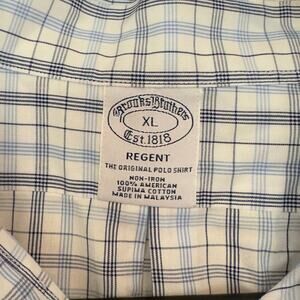 Brooks Brothers
XL
Est. 1818
REGENT
THE ORIGINAL POLO SHIRT
NON-IRON
100% AMERICAN
SUPIMA COTTON
MADE IN MALAYSIA